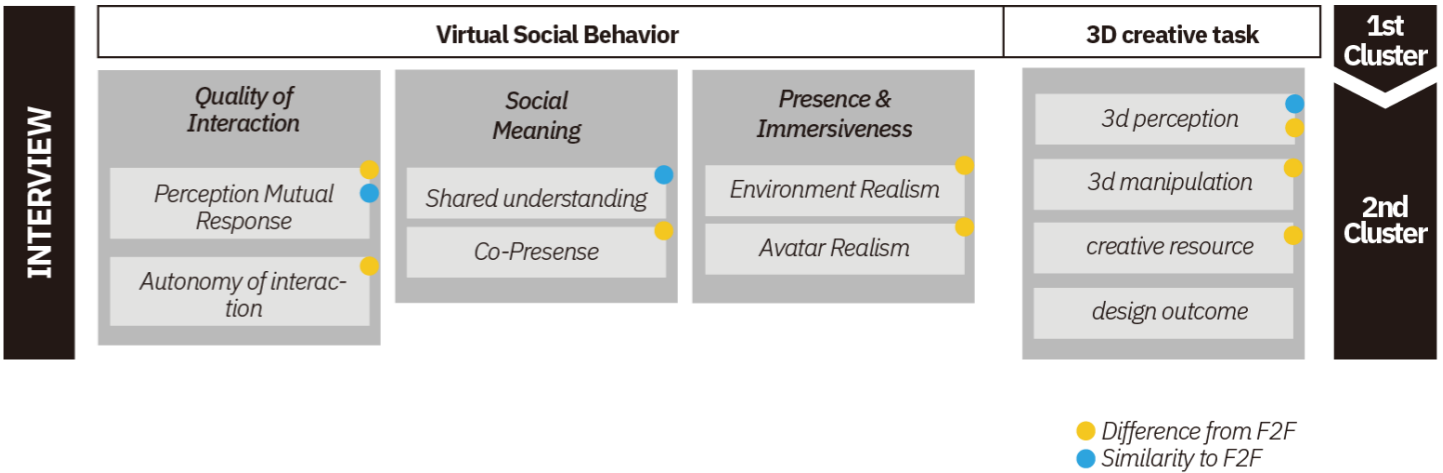 INTERVIEW
Virtual Social Behavior
3D creative task
1st
Cluster
Quality of
Interaction
Perception Mutual
Response
Autonomy of interac-
tion
Social
Meaning
Shared understanding
Co-Presense
Presence &
Immersiveness
Environment Realism
Avatar Realism
3d perception
3d manipulation
creative resource
design outcome
2nd
Cluster
Difference from F2F
Similarity to F2F